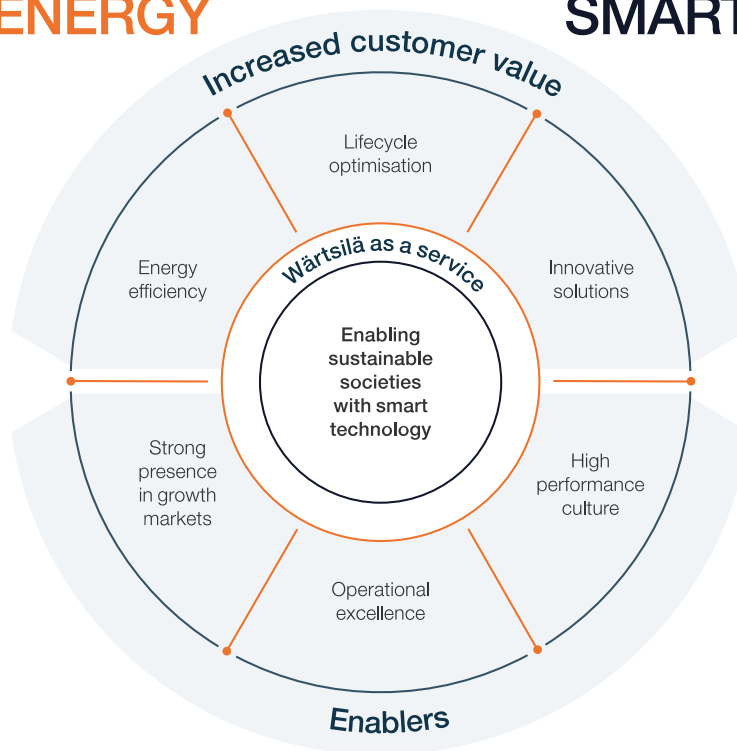 ENERGY
SMART
Increased customer value
Lifecycle
optimisation
Energy
efficiency
Innovative
solutions
Wärtsilä as a service
Enabling
sustainable
societies
with smart
technology
Strong
presence
in growth
markets
High
performance
culture
Operational
excellence
Enablers